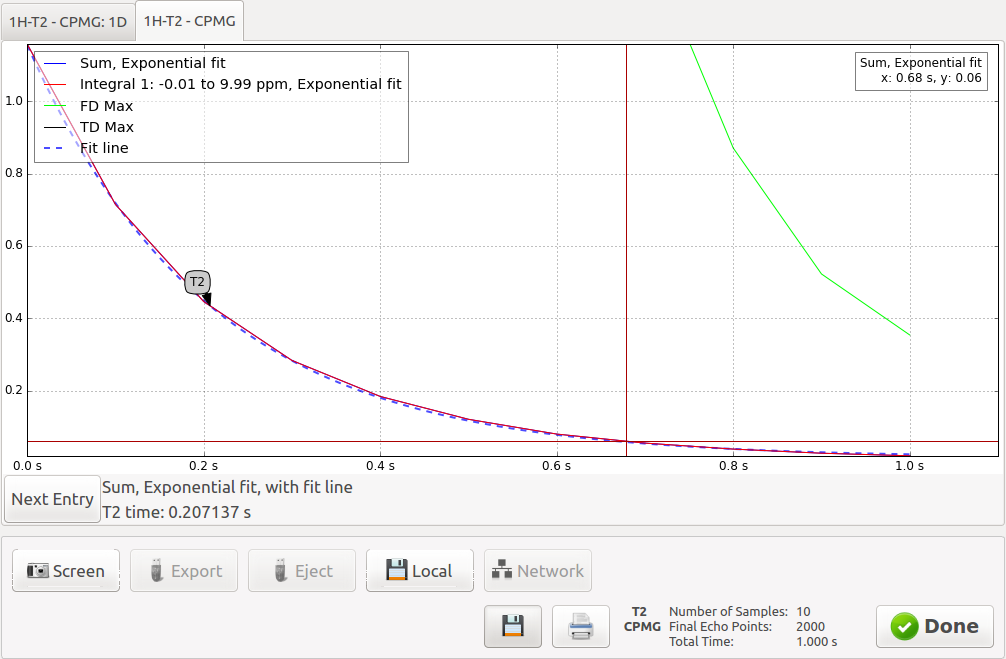 1H-T2 - CPMG: 1D
1H-T2 - CPMG
Sum, Exponential fit
Integral 1: -0.01 to 9.99 ppm, Exponential fit
FD Max
TD Max
Fit line
Sum, Exponential fit
x: 0.68 s, y: 0.06
1.0
0.8
0.6
0.4
0.2
T2
0.0 s
0.2 s
0.4 s
0.6 s
0.8 s
1.0 s
Next Entry
Sum, Exponential fit, with fit line
T2 time: 0.207137 s
Screen
Export
Eject
Local
Network
T2
CPMG
Number of Samples: 10
Final Echo Points: 2000
Total Time: 1.000 s
Done